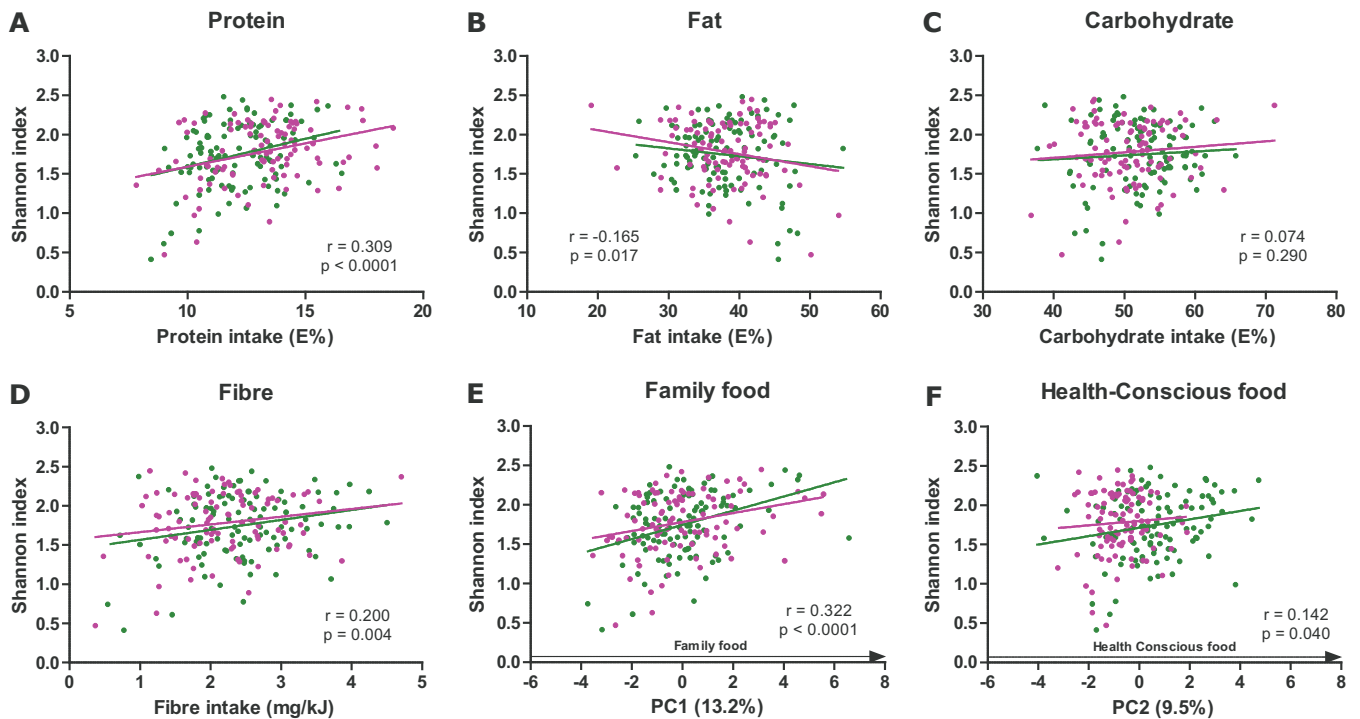 A Protein
Shannon index
3.0
2.5
2.0
1.5
1.0
0.5
0.0
r = 0.309
p < 0.0001
5 10 15 20
Protein intake (E%)
B Fat
Shannon index
3.0
2.5
2.0
1.5
1.0
0.5
0.0
r = -0.165
p = 0.017
10 20 30 40 50 60
Fat intake (E%)
C Carbohydrate
Shannon index
3.0
2.5
2.0
1.5
1.0
0.5
0.0
r = 0.074
p = 0.290
30 40 50 60 70 80
Carbohydrate intake (E%)
D Fibre
Shannon index
3.0
2.5
2.0
1.5
1.0
0.5
0.0
r = 0.200
p = 0.004
0 1 2 3 4 5
Fibre intake (mg/kJ)
E Family food
Shannon index
3.0
2.5
2.0
1.5
1.0
0.5
0.0
r = 0.322
p < 0.0001
Family food
-6 -4 -2 0 2 4 6 8
PC1 (13.2%)
F Health-Conscious food
Shannon index
3.0
2.5
2.0
1.5
1.0
0.5
0.0
r = 0.142
p = 0.040
Health Conscious food
-6 -4 -2 0 2 4 6 8
PC2 (9.5%)